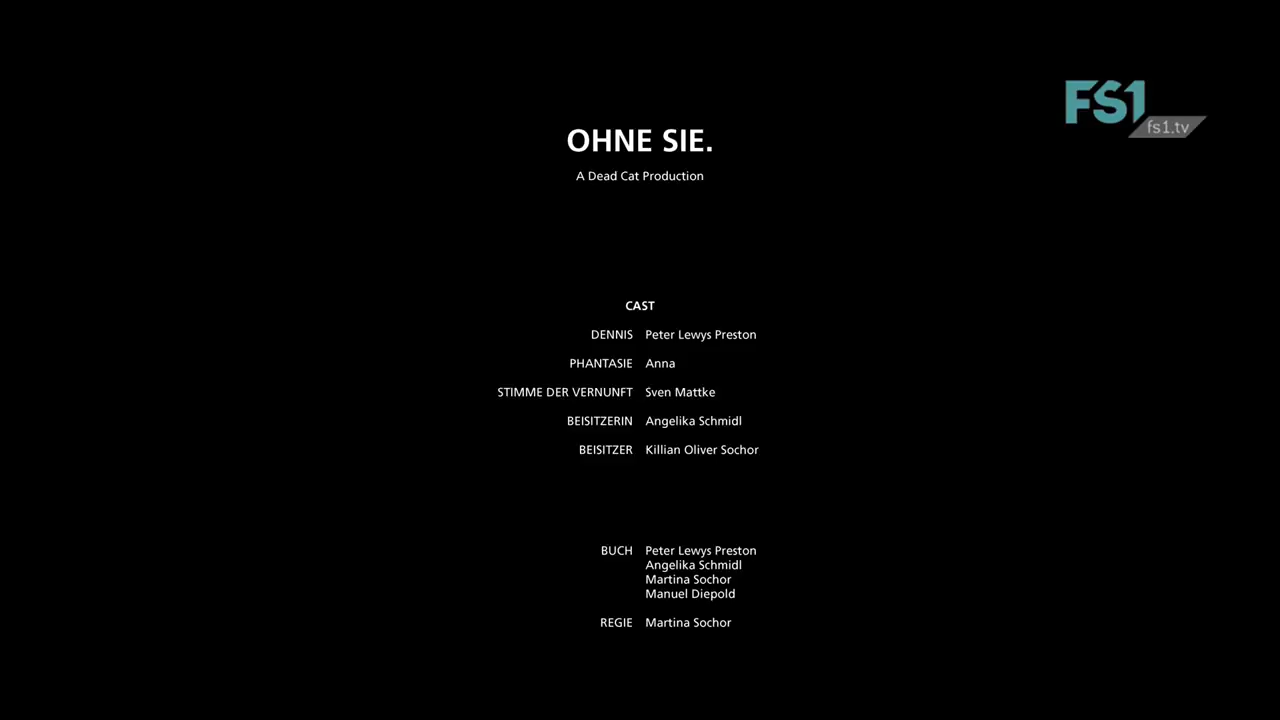 FS1
fs1.tv
OHNE SIE.
A Dead Cat Production
CAST
DENNIS Peter Lewys Preston
PHANTASIE Anna
STIMME DER VERNUNFT Sven Mattke
BEISITZERIN Angelika Schmidl
BEISITZER Killian Oliver Sochor
BUCH Peter Lewys Preston
Angelika Schmidl
Martina Sochor
Manuel Diepold
REGIE Martina Sochor